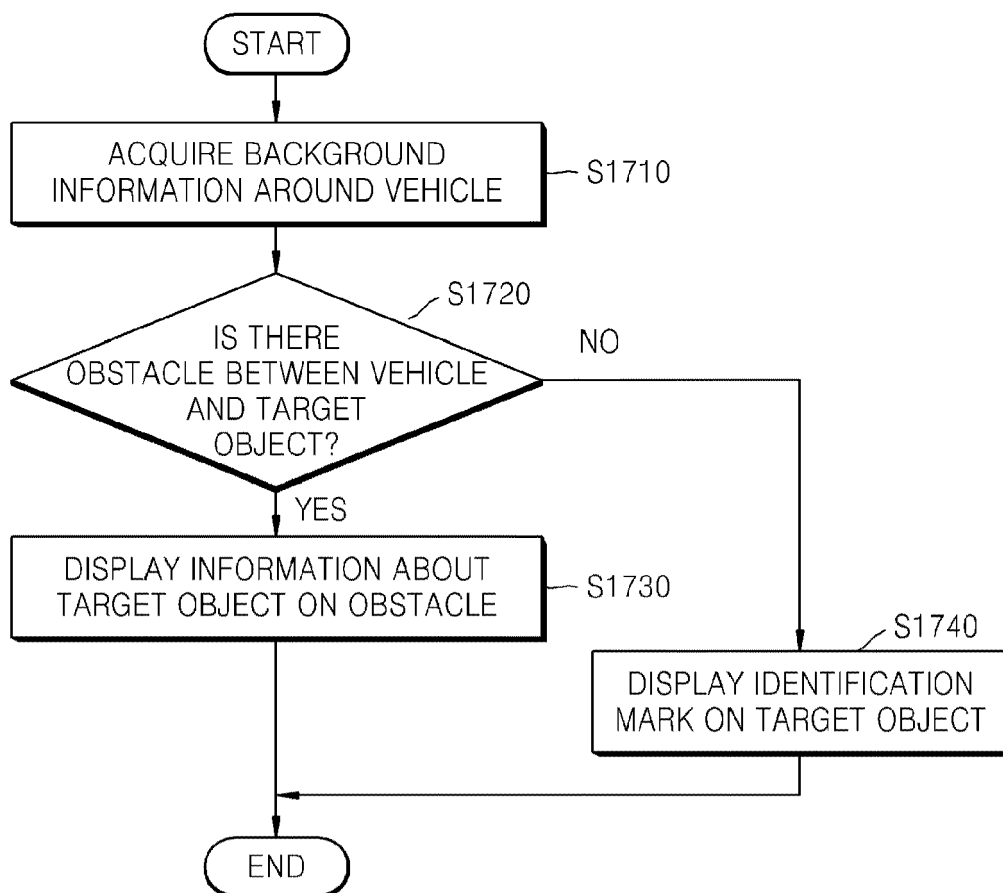 START
ACQUIRE BACKGROUND
INFORMATION AROUND VEHICLE
S1710
S1720
IS THERE
OBSTACLE BETWEEN VEHICLE
AND TARGET
OBJECT?
NO
YES
DISPLAY INFORMATION ABOUT
TARGET OBJECT ON OBSTACLE
S1730
S1740
DISPLAY IDENTIFICATION
MARK ON TARGET OBJECT
END